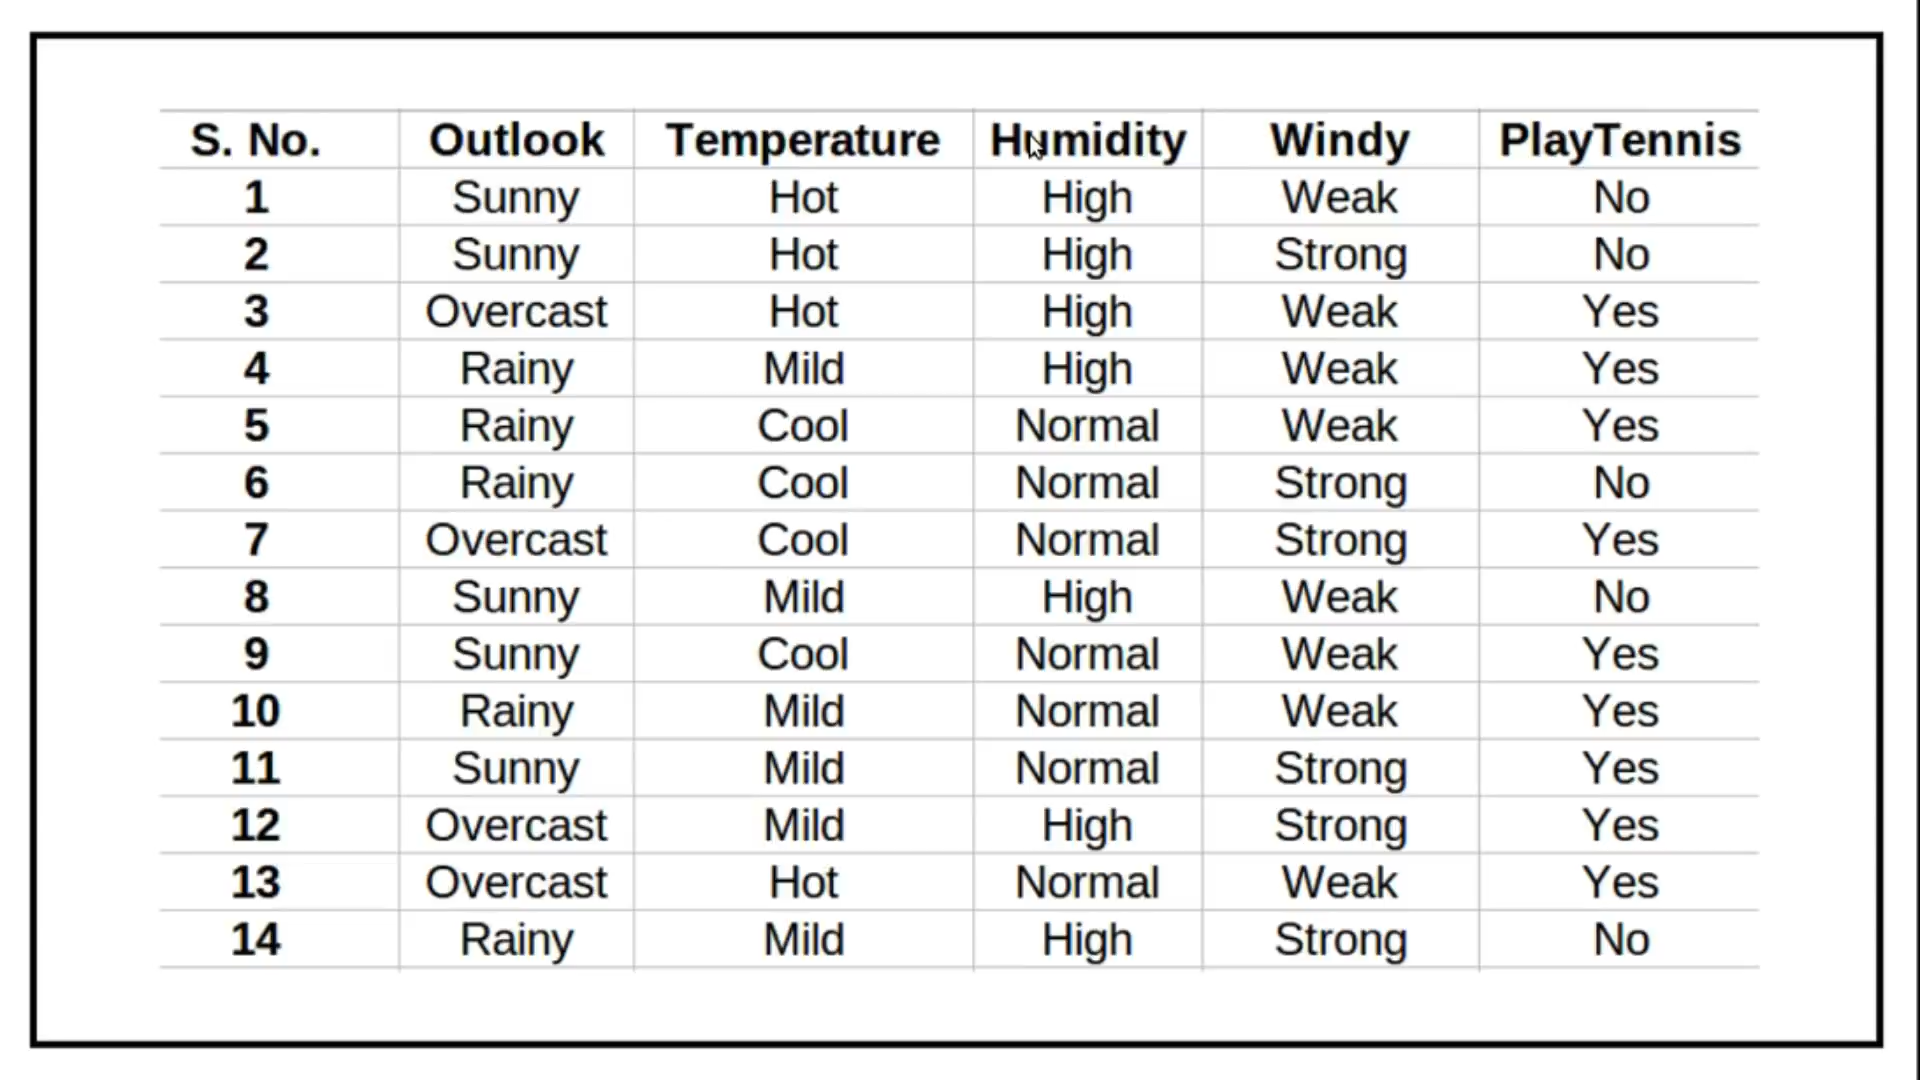 S. No. Outlook Temperature Humidity Windy PlayTennis
1 Sunny Hot High Weak No
2 Sunny Hot High Strong No
3 Overcast Hot High Weak Yes
4 Rainy Mild High Weak Yes
5 Rainy Cool Normal Weak Yes
6 Rainy Cool Normal Strong No
7 Overcast Cool Normal Strong Yes
8 Sunny Mild High Weak No
9 Sunny Cool Normal Weak Yes
10 Rainy Mild Normal Weak Yes
11 Sunny Mild Normal Strong Yes
12 Overcast Mild High Strong Yes
13 Overcast Hot Normal Weak Yes
14 Rainy Mild High Strong No